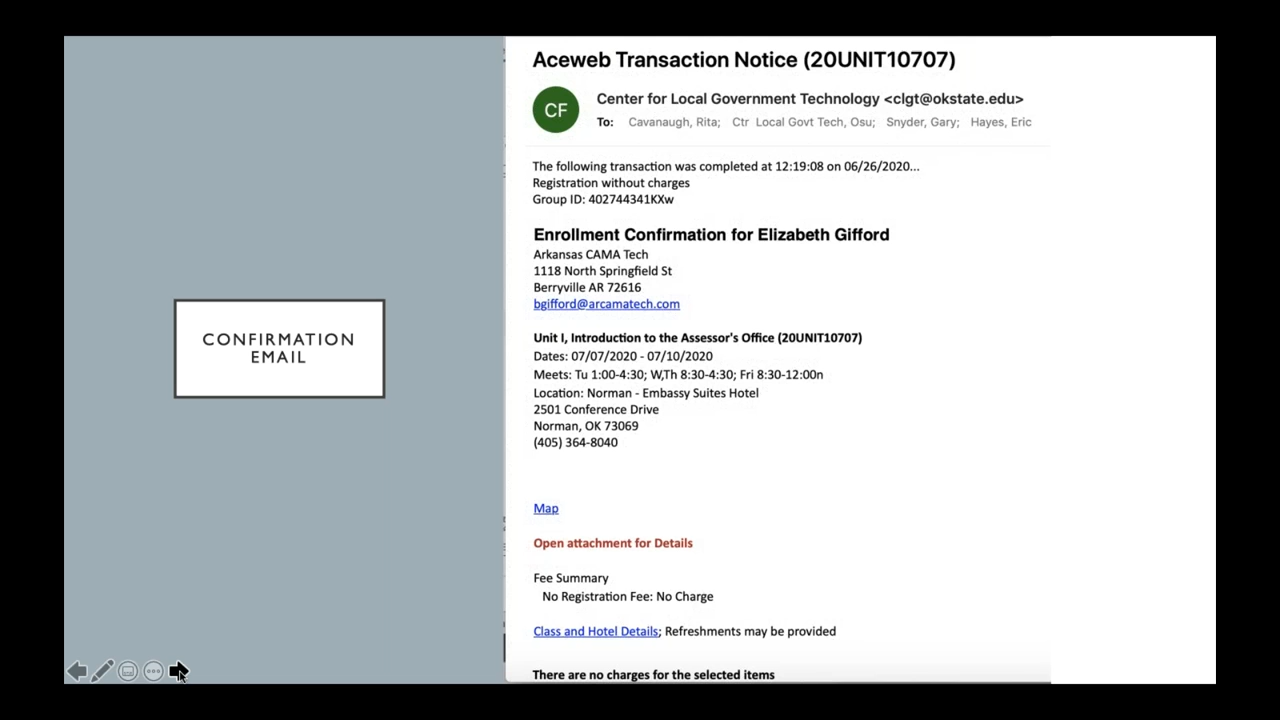 CONFIRMATION
EMAIL
Aceweb Transaction Notice (20UNIT10707)
CF
Center for Local Government Technology <clgt@okstate.edu>
To: Cavanaugh, Rita; Ctr Local Govt Tech, Osu; Snyder, Gary; Hayes, Eric
The following transaction was completed at 12:19:08 on 06/26/2020...
Registration without charges
Group ID: 402744341KXw
Enrollment Confirmation for Elizabeth Gifford
Arkansas CAMA Tech
1118 North Springfield St
Berryville AR 72616
bgifford@arcamatech.com
Unit I, Introduction to the Assessor's Office (20UNIT10707)
Dates: 07/07/2020 - 07/10/2020
Meets: Tu 1:00-4:30; W,Th 8:30-4:30; Fri 8:30-12:00n
Location: Norman - Embassy Suites Hotel
2501 Conference Drive
Norman, OK 73069
(405) 364-8040
Map
Open attachment for Details
Fee Summary
No Registration Fee: No Charge
Class and Hotel Details; Refreshments may be provided
There are no charges for the selected items